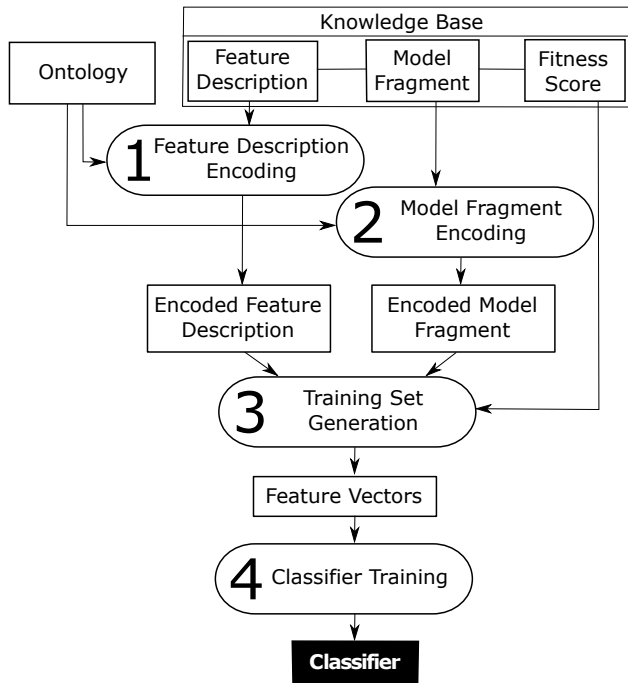 Knowledge Base
Ontology
Feature
Description
Model
Fragment
Fitness
Score
1 Feature Description
Encoding
2 Model Fragment
Encoding
Encoded Feature
Description
Encoded Model
Fragment
3 Training Set
Generation
Feature Vectors
4 Classifier Training
Classifier